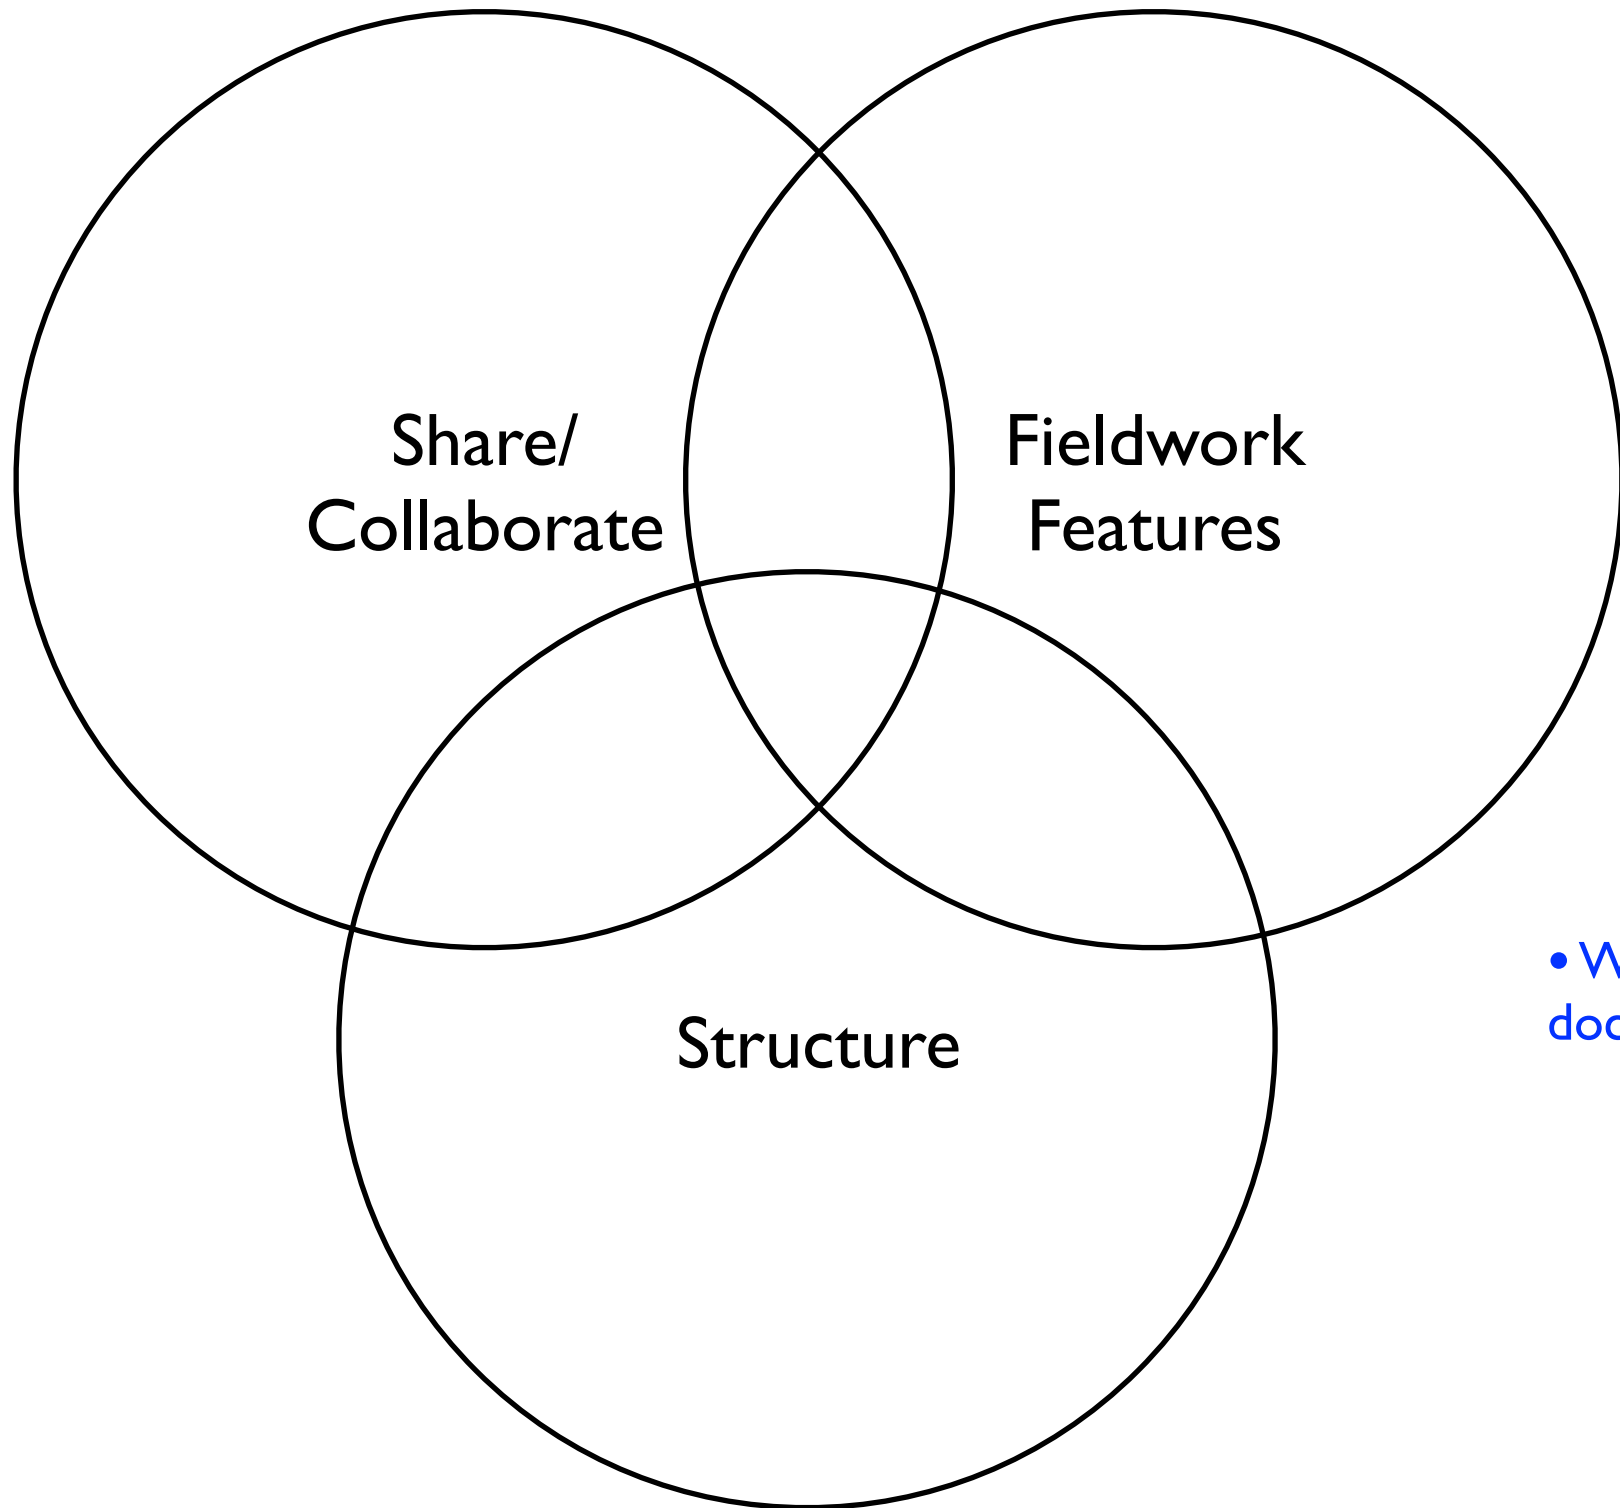 Share/
Collaborate
Fieldwork
Features
Structure